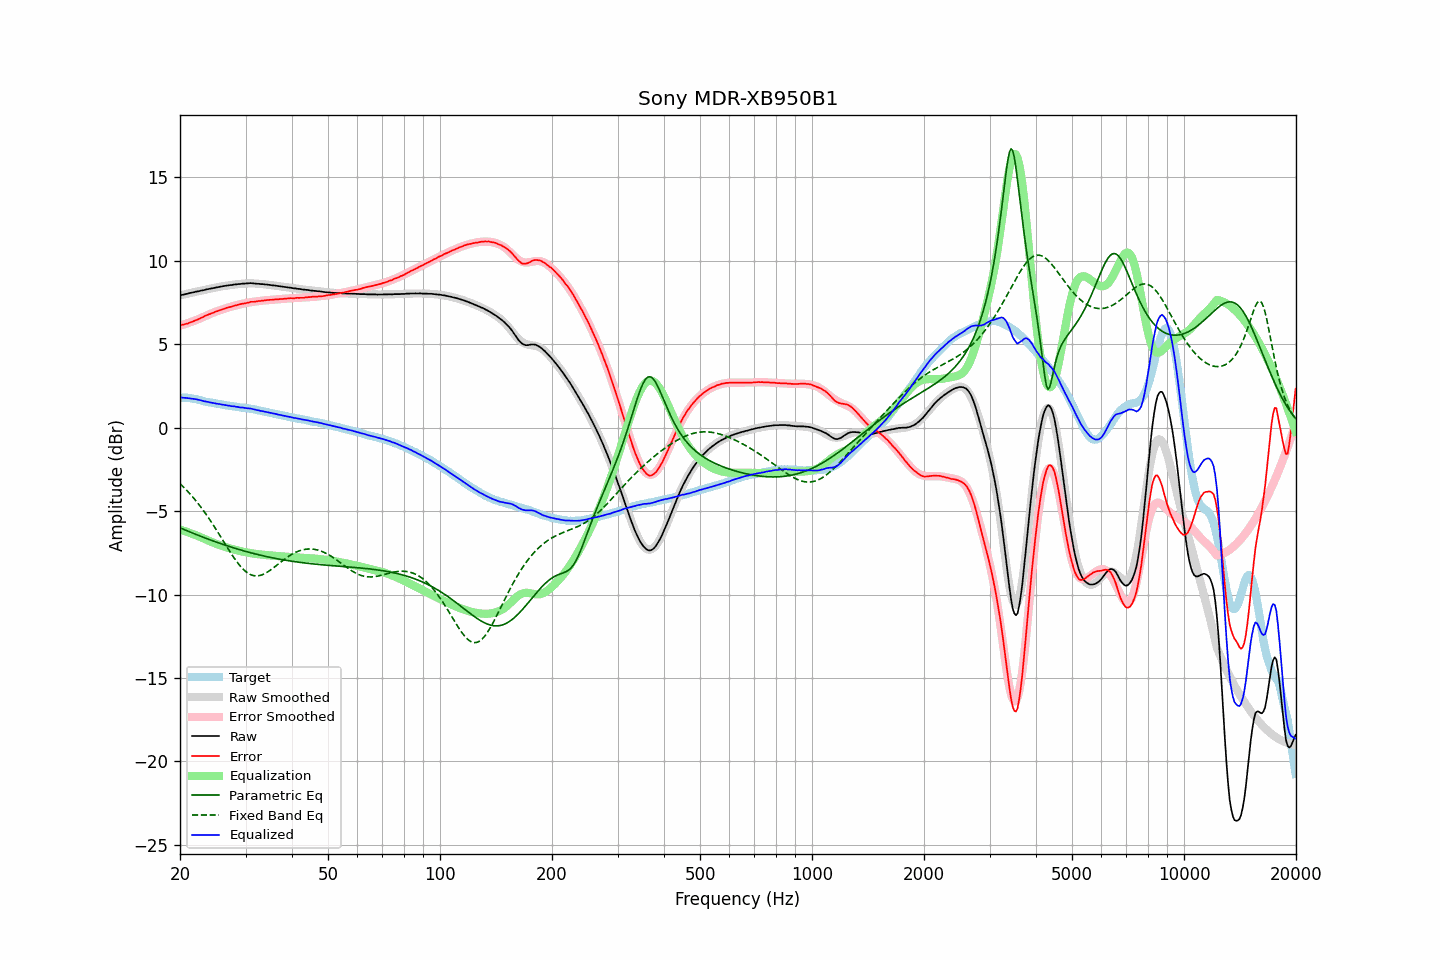 Sony MDR-XB950B1
Amplitude (dBr)
15
10
5
0
−5
−10
−15
−20
−25
Target
Raw Smoothed
Error Smoothed
Raw
Error
Equalization
Parametric Eq
Fixed Band Eq
Equalized
20 50 100 200 500 1000 2000 5000 10000 20000
Frequency (Hz)